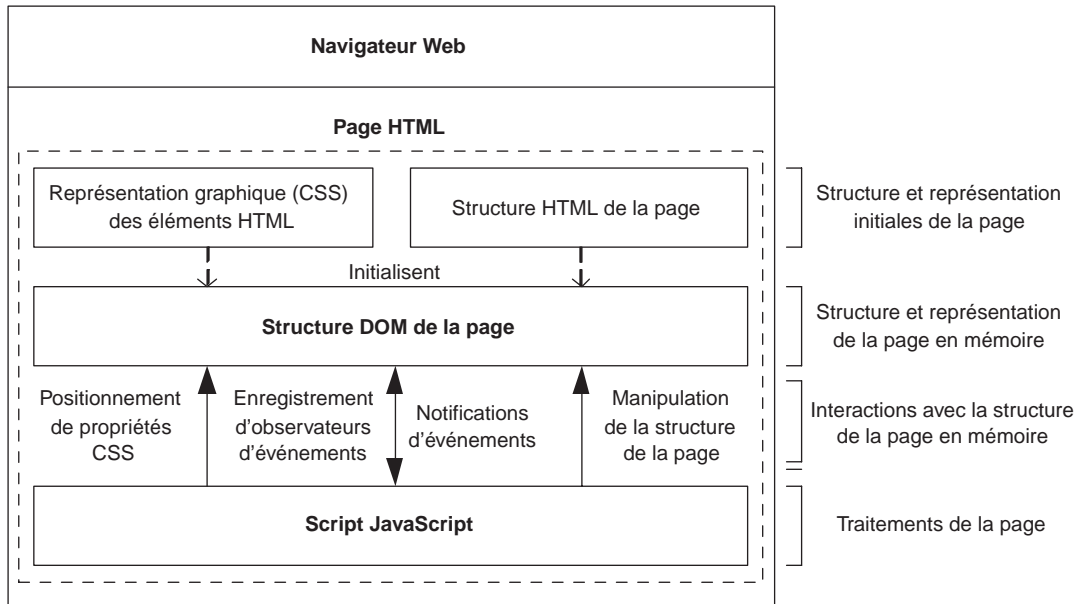 Navigateur Web
Page HTML
Représentation graphique (CSS)
des éléments HTML
Structure HTML de la page
Structure et représentation
initiales de la page
Initialisent
Structure DOM de la page
Structure et représentation
de la page en mémoire
Positionnement
de propriétés
CSS
Enregistrement
d'observateurs
d'événements
Notifications
d'événements
Manipulation
de la structure
de la page
Interactions avec la structure
de la page en mémoire
Script JavaScript
Traitements de la page